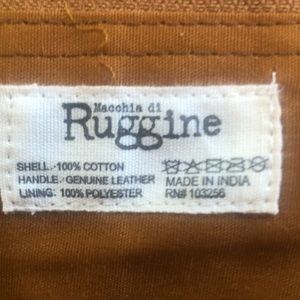 Macchia di
Ruggine
SHELL: 100% COTTON
HANDLE: GENUINE LEATHER
LINING: 100% POLYESTER
MADE IN INDIA
RN# 103256